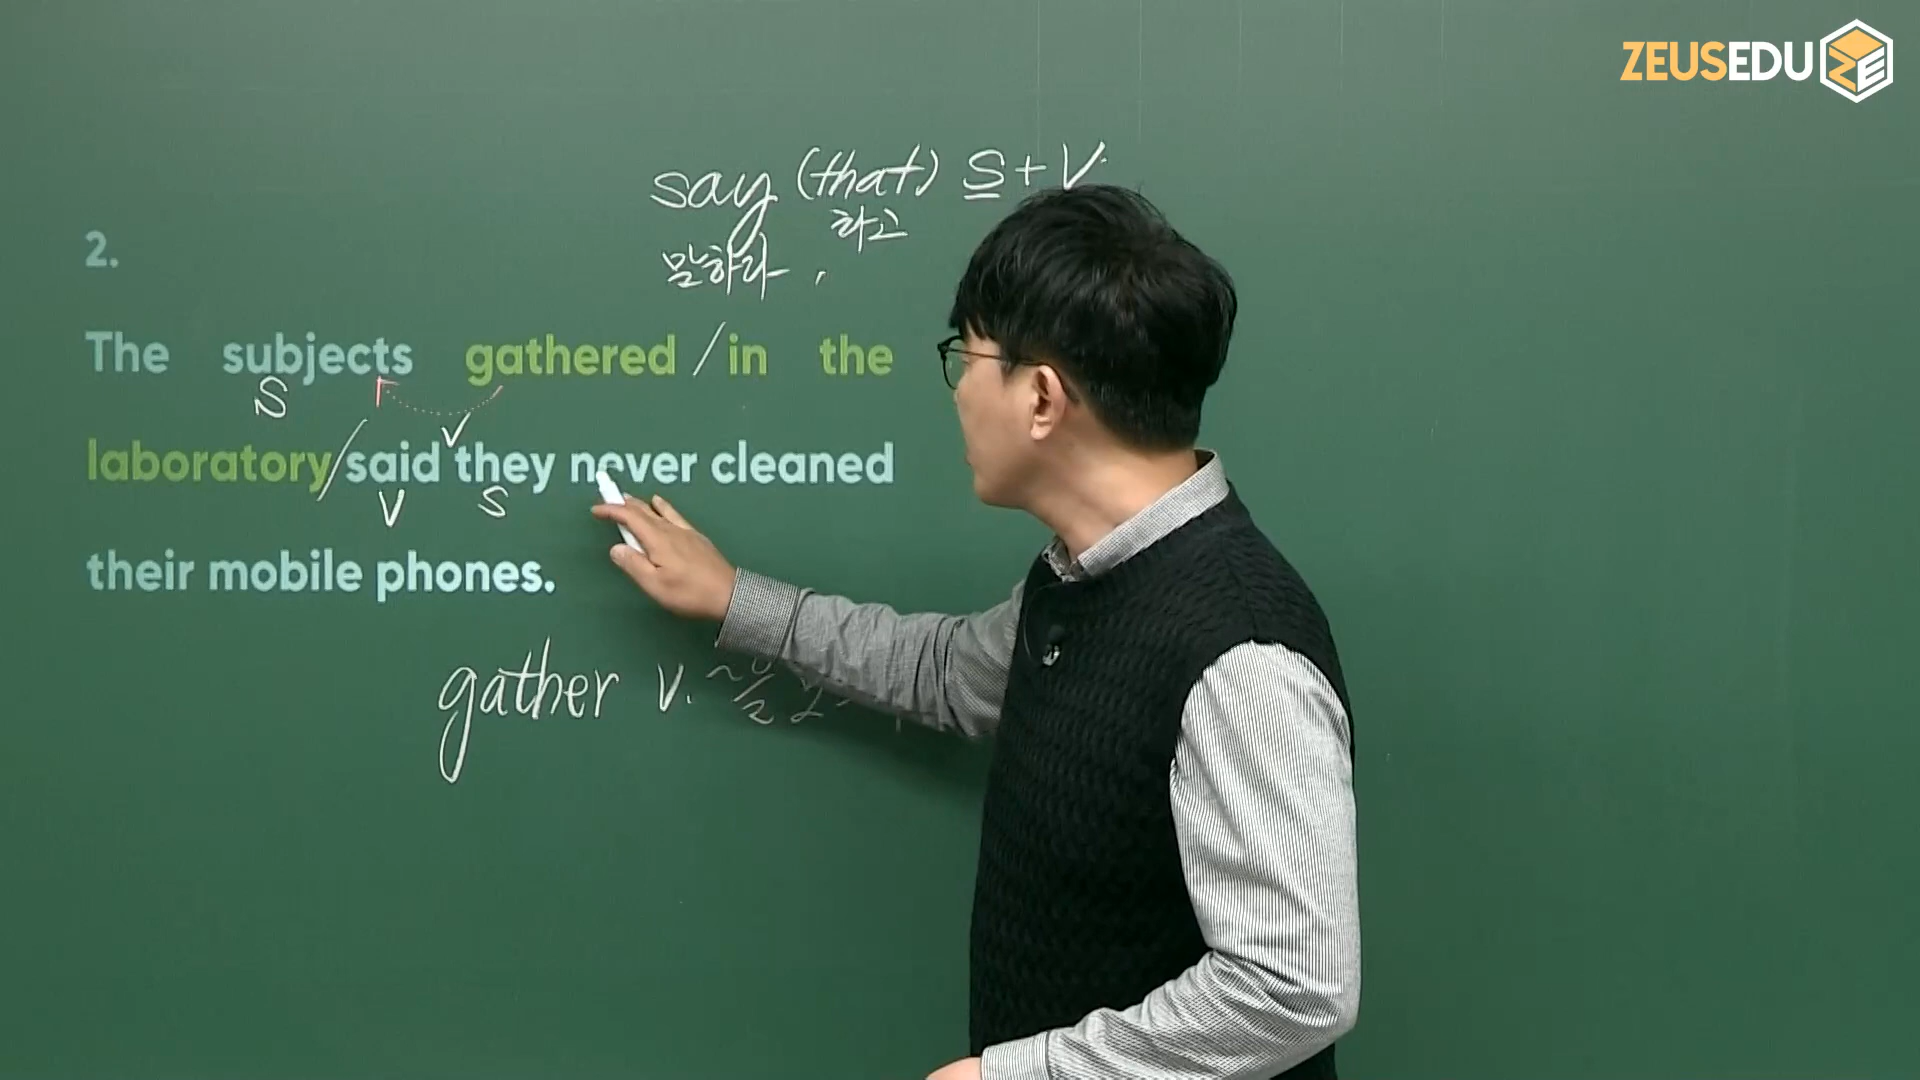 ZEUSEDU
say (that) S + V.
하고
말하다,
2.
The subjects gathered / in the
S
V
laboratory / said they never cleaned
V S
their mobile phones.
gather v.